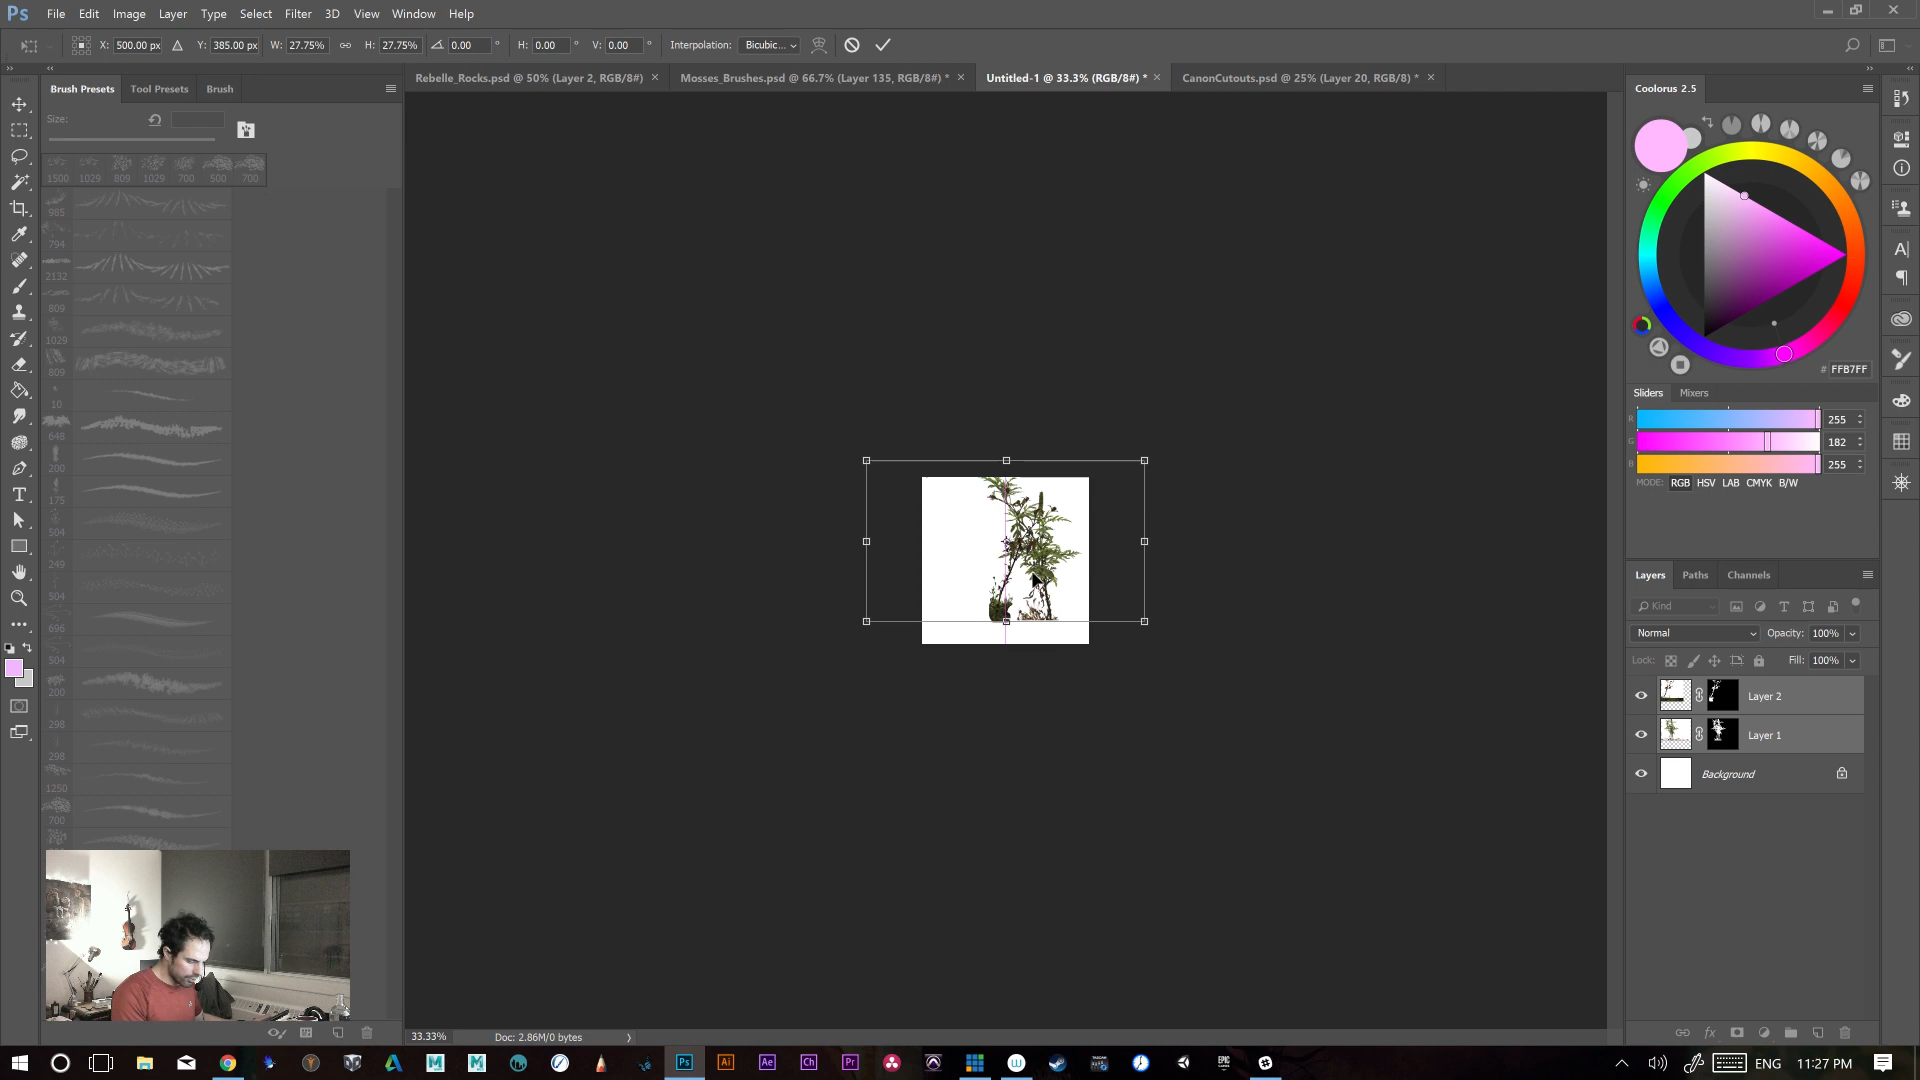 Ps File Edit Image Layer Type Select Filter 3D View Window Help
X: 500.00 px Y: 385.00 px W: 27.75% H: 27.75% 0.00 ° H: 0.00 ° V: 0.00 ° Interpolation: Bicubic...
Rebelle_Rocks.psd @ 50% (Layer 2, RGB/8#) × Mosses_Brushes.psd @ 66.7% (Layer 135, RGB/8#) * × Untitled-1 @ 33.3% (RGB/8#) * × CanonCutouts.psd @ 25% (Layer 20, RGB/8) * ×
Brush Presets Tool Presets Brush
Size:
1500 1029 809 1029 700 500 700
985
794
2132
809
1029
809
10
648
200
175
504
249
504
696
504
200
298
298
1250
700
Coolorus 2.5
# FFB7FF
Sliders Mixers
R 255
G 182
B 255
MODE: RGB HSV LAB CMYK B/W
Layers Paths Channels
Kind
Normal Opacity: 100%
Lock: Fill: 100%
Layer 2
Layer 1
Background
33.33% Doc: 2.86M/0 bytes
Ps Ai Ae Ch Pr ENG 11:27 PM